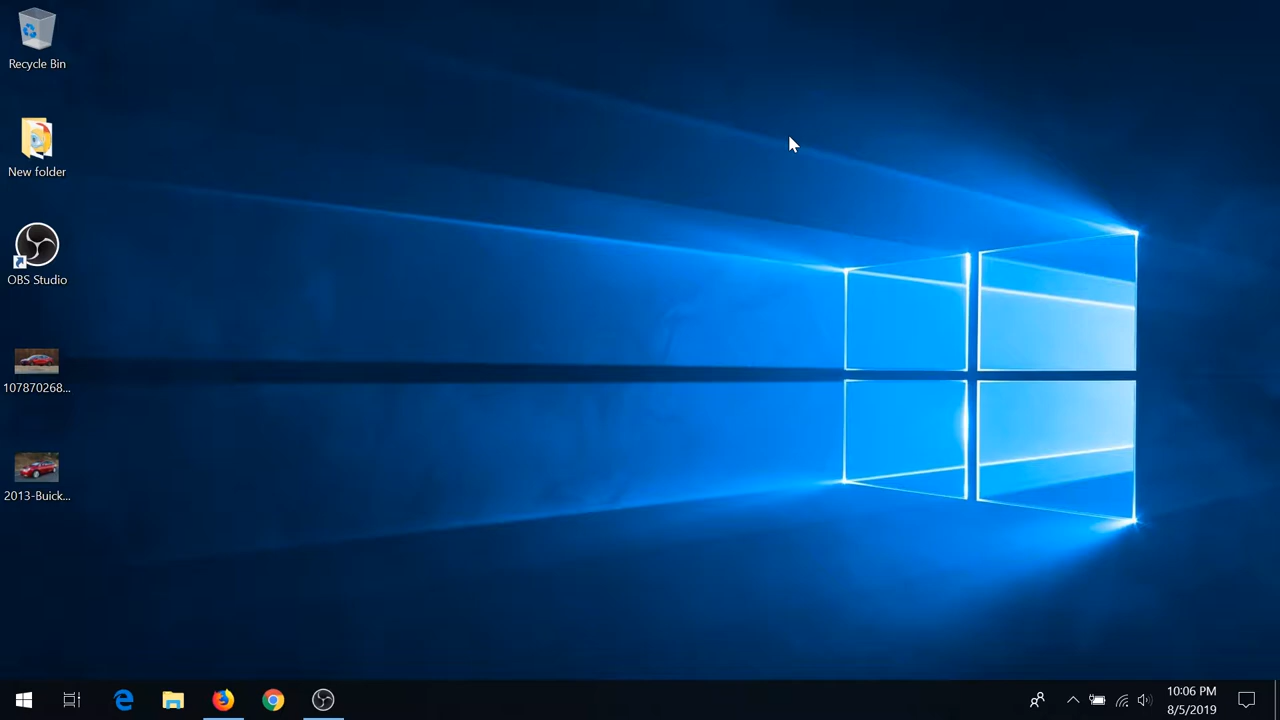 Recycle Bin
New folder
OBS Studio
107870268...
2013-Buick...
10:06 PM
8/5/2019